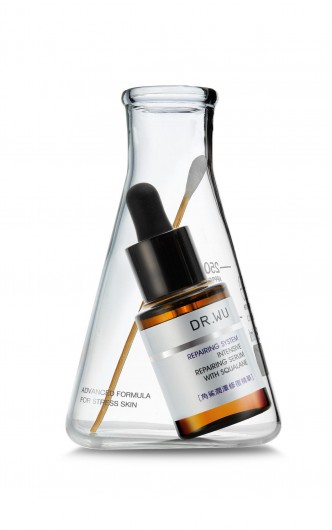 250
DR.WU
REPAIRING SYSTEM
INTENSIVE
REPAIRING SERUM
WITH SQUALANE
[角鯊潤澤修復精華]
ADVANCED FORMULA
FOR STRESS SKIN